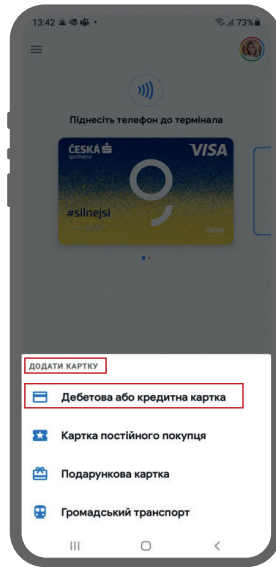 13:42
73%
Піднесіть телефон до термінала
ČESKÁ
spořitelna
VISA
#silnejsi
DEBIT
ДОДАТИ КАРТКУ
Дебетова або кредитна картка
Картка постійного покупця
Подарункова картка
Громадський транспорт